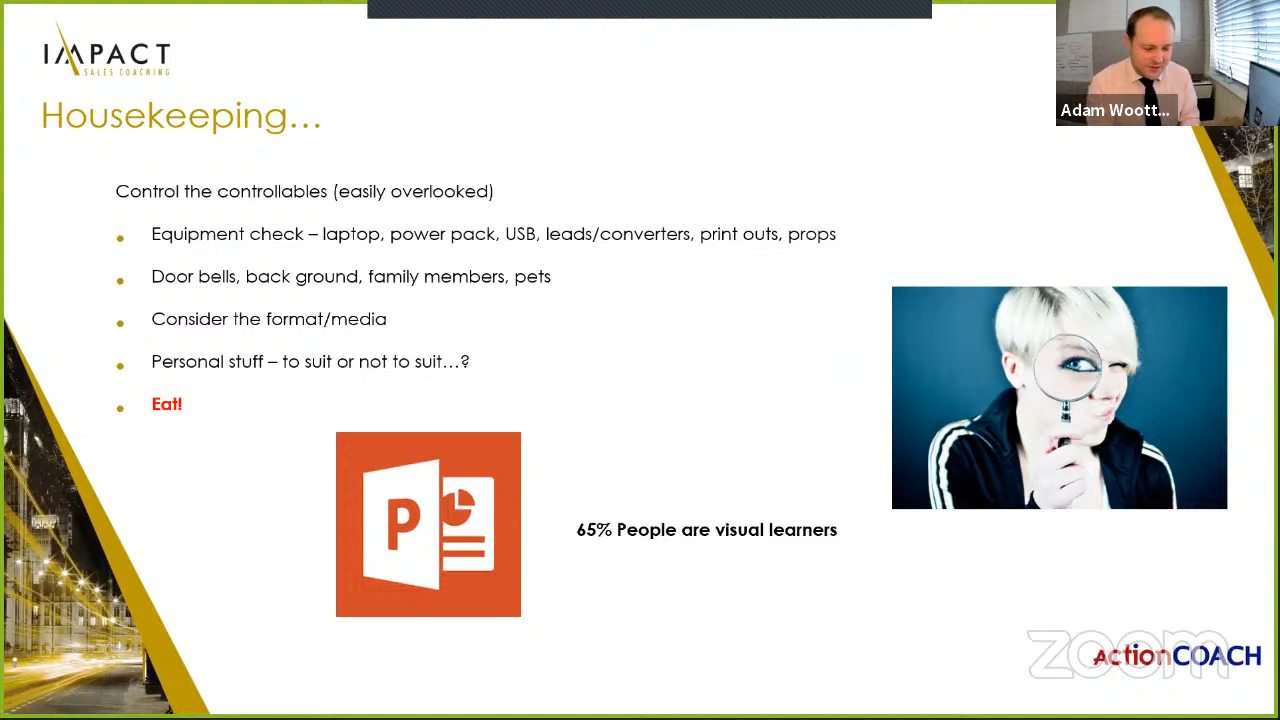 IMPACT
SALES COACHING
Adam Woott...
Housekeeping...
Control the controllables (easily overlooked)
Equipment check – laptop, power pack, USB, leads/converters, print outs, props
Door bells, back ground, family members, pets
Consider the format/media
Personal stuff – to suit or not to suit...?
Eat!
P
65% People are visual learners
zoom
ActionCOACH